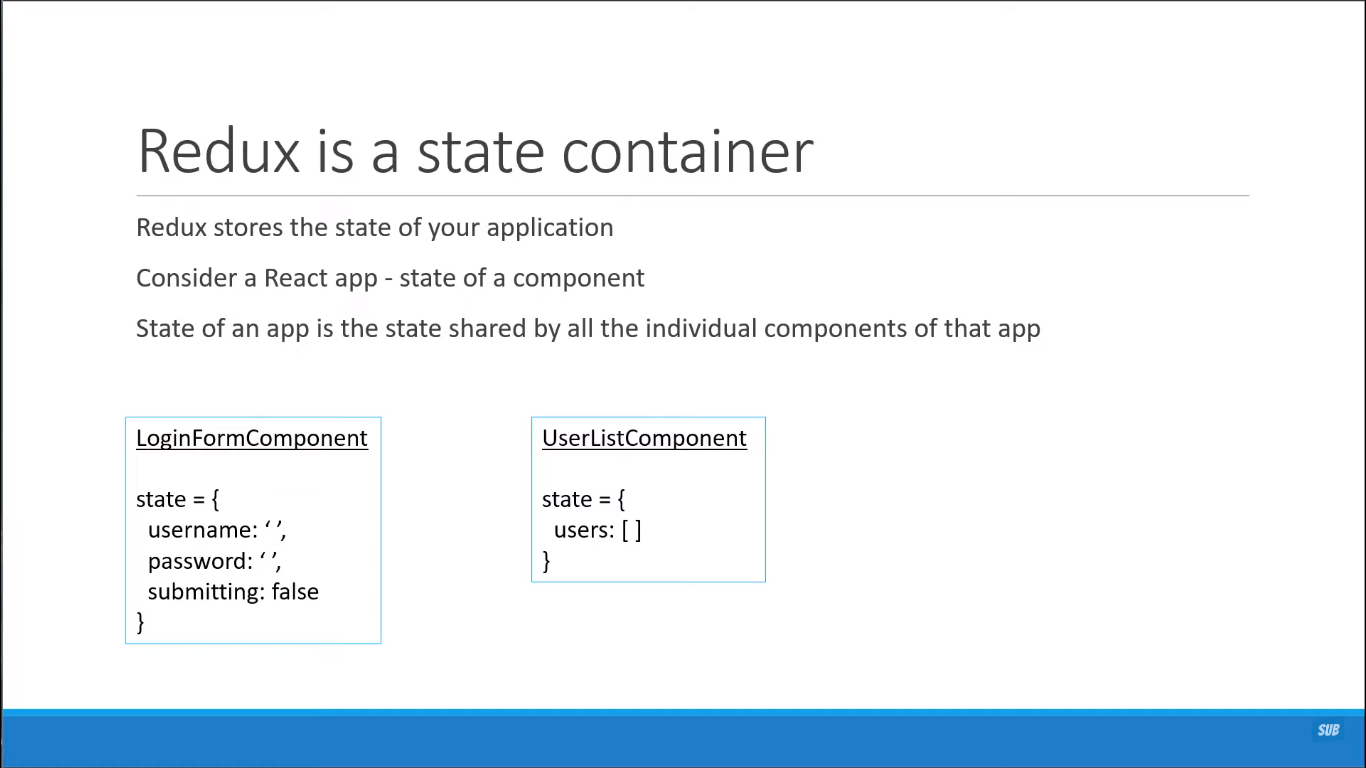 Redux is a state container
Redux stores the state of your application
Consider a React app - state of a component
State of an app is the state shared by all the individual components of that app
LoginFormComponent
state = {
username: ‘ ’,
password: ‘ ’,
submitting: false
}
UserListComponent
state = {
users: [ ]
}
SUB